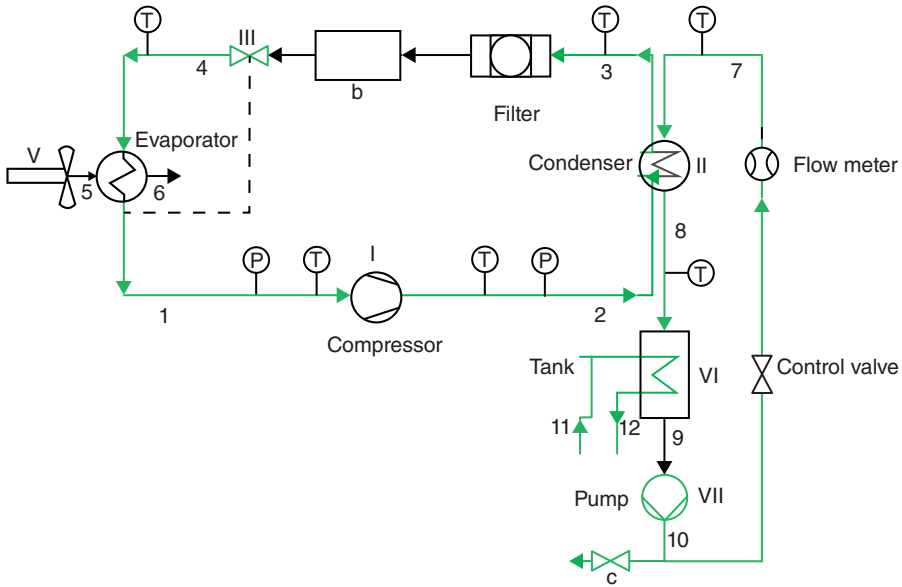 T
III
T
T
4
3
7
b
Filter
Evaporator
V
Condenser
II
Flow meter
5
6
8
P
T
I
T
P
T
1
2
Compressor
Tank
VI
Control valve
11
12
9
Pump
VII
10
c